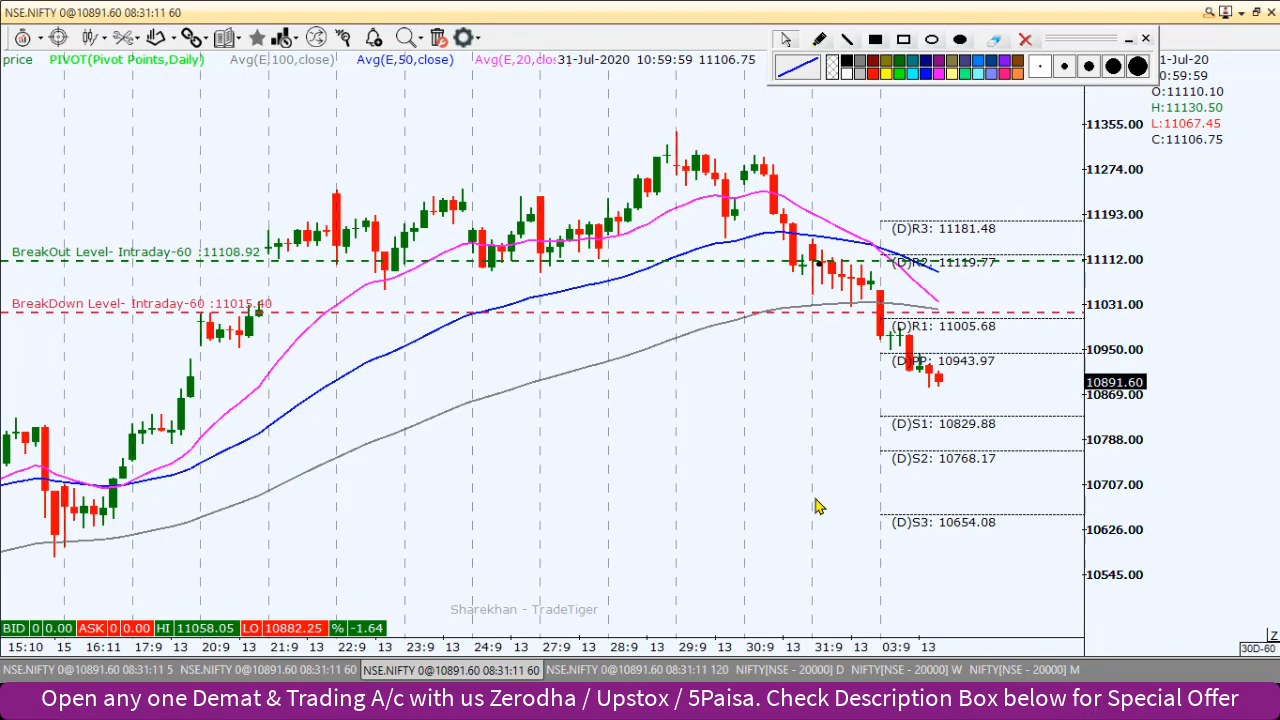 NSE.NIFTY 0@10891.60 08:31:11 60
price PIVOT(Pivot Points,Daily) Avg(E,100,close) Avg(E,50,close) Avg(E,20,clos 31-Jul-2020 10:59:59 11106.75
1-Jul-20
0:59:59
O:11110.10
H:11130.50
L:11067.45
C:11106.75
11355.00
11274.00
11193.00
(D)R3: 11181.48
BreakOut Level- Intraday-60 :11108.92
(D)R2: 11119.77
11112.00
BreakDown Level- Intraday-60 :11015.40
11031.00
(D)R1: 11005.68
10950.00
(D)PP: 10943.97
10891.60
10869.00
(D)S1: 10829.88
10788.00
(D)S2: 10768.17
10707.00
(D)S3: 10654.08
10626.00
10545.00
Sharekhan - TradeTiger
BID 0 0.00 ASK 0 0.00 HI 11058.05 LO 10882.25 % -1.64
15:10 15 16:11 13 20:9 13 21:9 13 22:9 13 23:9 13 24:9 13 27:9 13 28:9 13 29:9 13 30:9 13 31:9 13 03:9 13
Z
30D-60
NSE.NIFTY 0@10891.60 08:31:11 5 NSE.NIFTY 0@10891.60 08:31:11 60 NSE.NIFTY 0@10891.60 08:31:11 60 NSE.NIFTY 0@10891.60 08:31:11 120 NIFTY[NSE - 20000] D NIFTY[NSE - 20000] W NIFTY[NSE - 20000] M
Open any one Demat & Trading A/c with us Zerodha / Upstox / 5Paisa. Check Description Box below for Special Offer